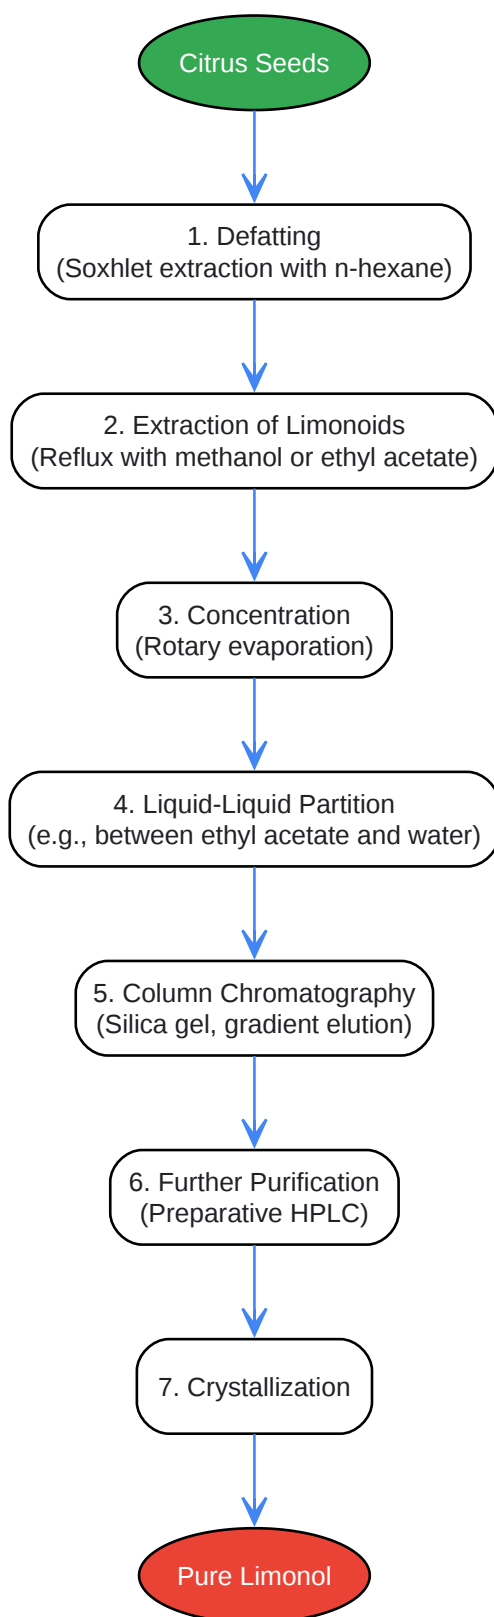 Citrus Seeds
1. Defatting
(Soxhlet extraction with n-hexane)
2. Extraction of Limonoids
(Reflux with methanol or ethyl acetate)
3. Concentration
(Rotary evaporation)
4. Liquid-Liquid Partition
(e.g., between ethyl acetate and water)
5. Column Chromatography
(Silica gel, gradient elution)
6. Further Purification
(Preparative HPLC)
7. Crystallization
Pure Limonol